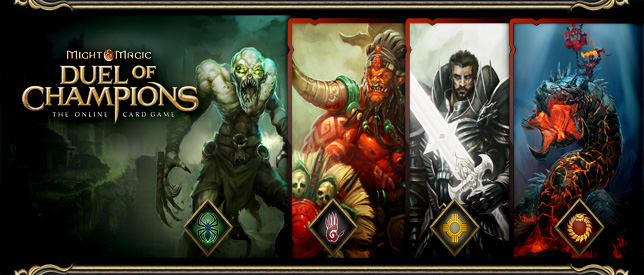 MIGHT & MAGIC
DUEL OF
CHAMPIONS
THE ONLINE CARD GAME